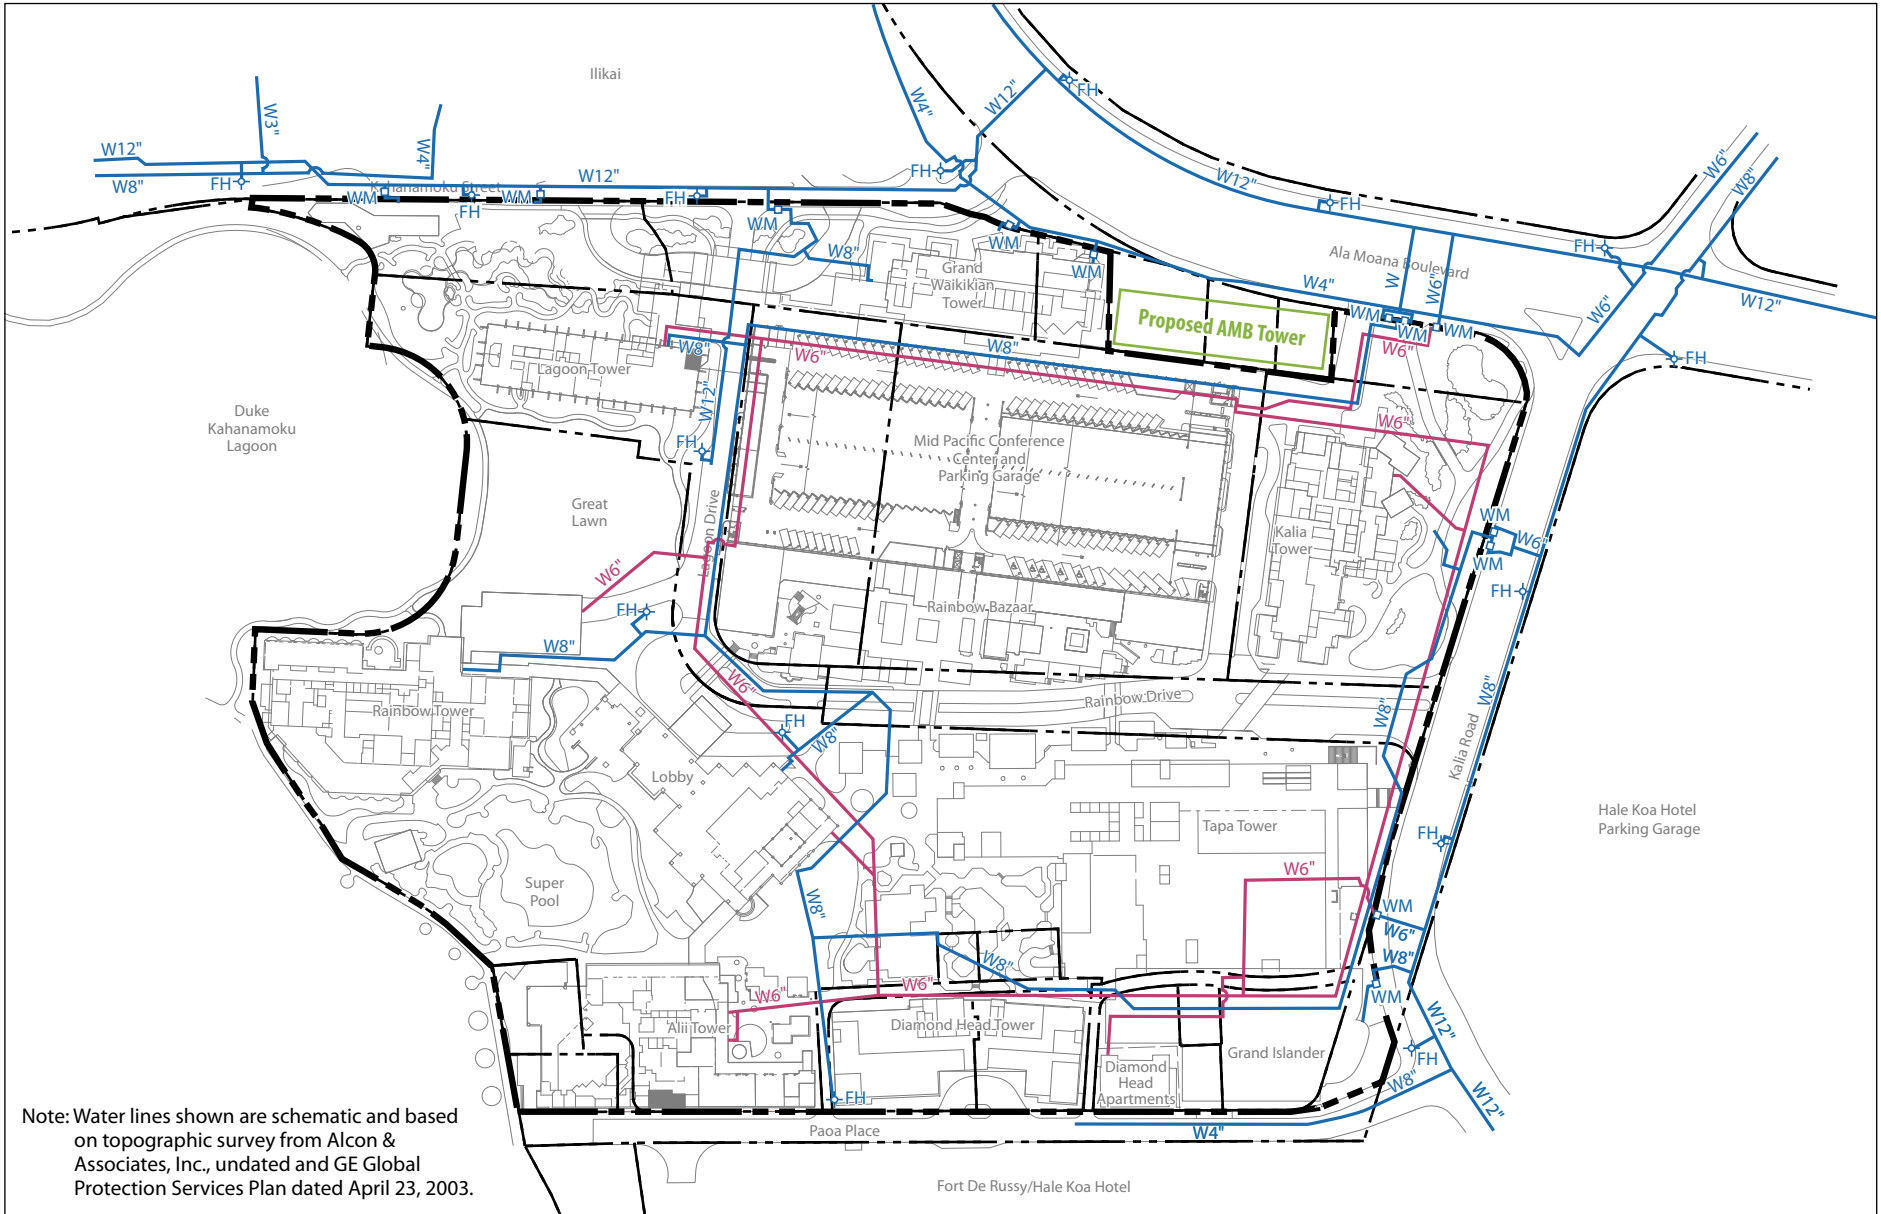 Ilikai
W3"
W4"
W12"
W8"
FH
Kahanamoku Street
WM
FH
WM
W12"
FH
WM
W8"
W4"
W12"
FH
FH
W12"
FH
WM
WM
Ala Moana Boulevard
FH
W6"
W8"
W12"
W6"
FH
W4"
W
W6"
WM
WM
WM
W6"
Grand
Waikikian
Tower
Proposed AMB Tower
W8"
W6"
W8"
Lagoon Tower
W12"
FH
Duke
Kahanamoku
Lagoon
Great
Lawn
Lagoon Drive
Mid Pacific Conference
Center and
Parking Garage
W6"
Kalia
Tower
WM
W6"
WM
FH
Rainbow Bazaar
W6"
FH
W8"
W6"
Rainbow Drive
Rainbow Tower
FH
W8"
W8"
W8"
Kalia Road
Lobby
Tapa Tower
FH
Hale Koa Hotel
Parking Garage
Super
Pool
W8"
W6"
WM
W6"
W8"
WM
W8"
W6"
W6"
Alii Tower
Diamond Head Tower
Diamond
Head
Apartments
Grand Islander
W12"
FH
W8"
W12"
FH
W4"
Paoa Place
Fort De Russy/Hale Koa Hotel
Note: Water lines shown are schematic and based
on topographic survey from Alcon &
Associates, Inc., undated and GE Global
Protection Services Plan dated April 23, 2003.